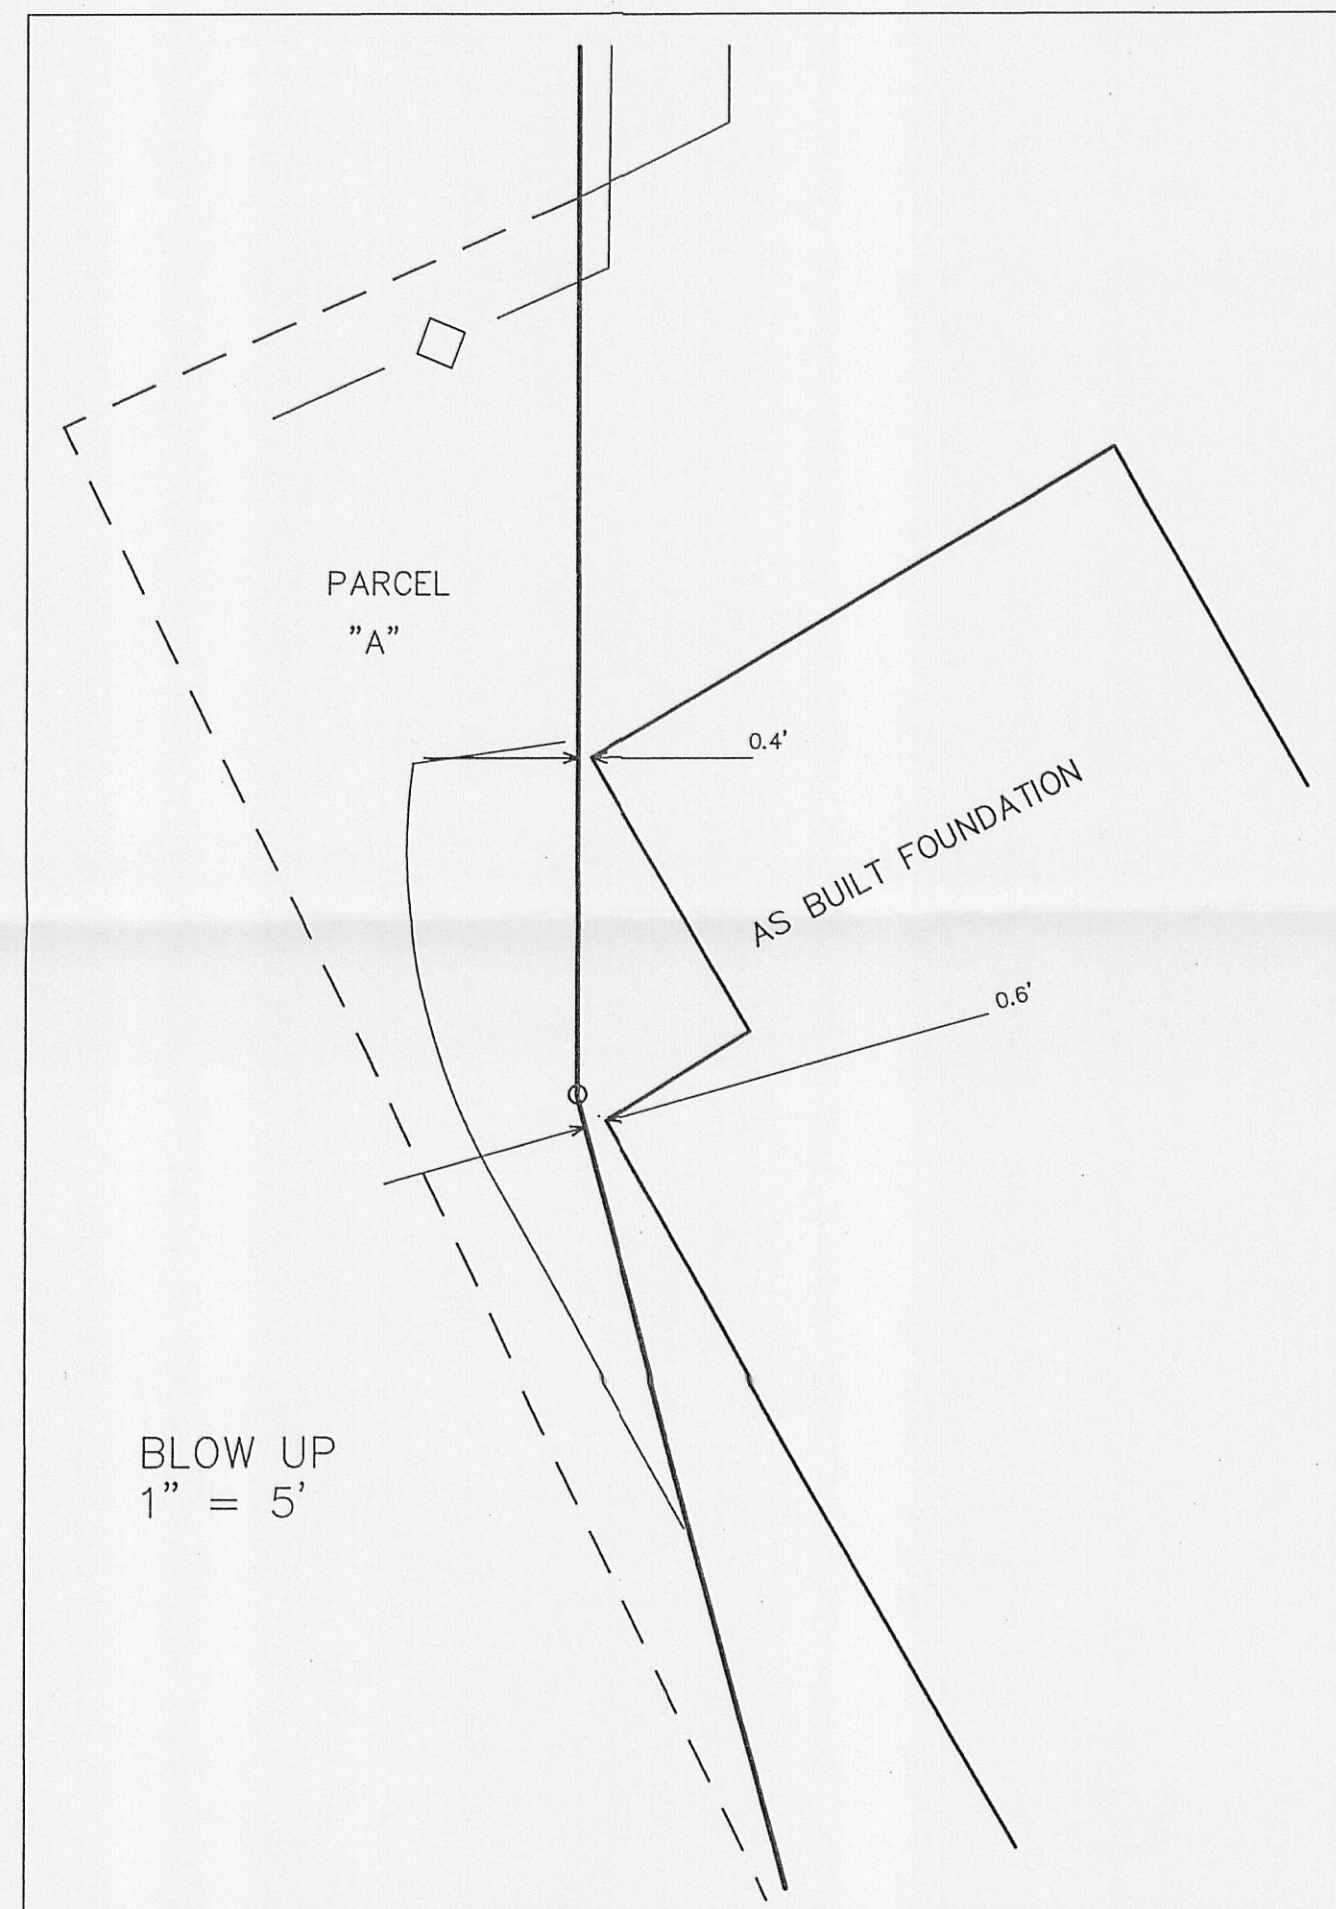 PARCEL
"A"
0.4'
AS BUILT FOUNDATION
0.6'
BLOW UP
1" = 5'